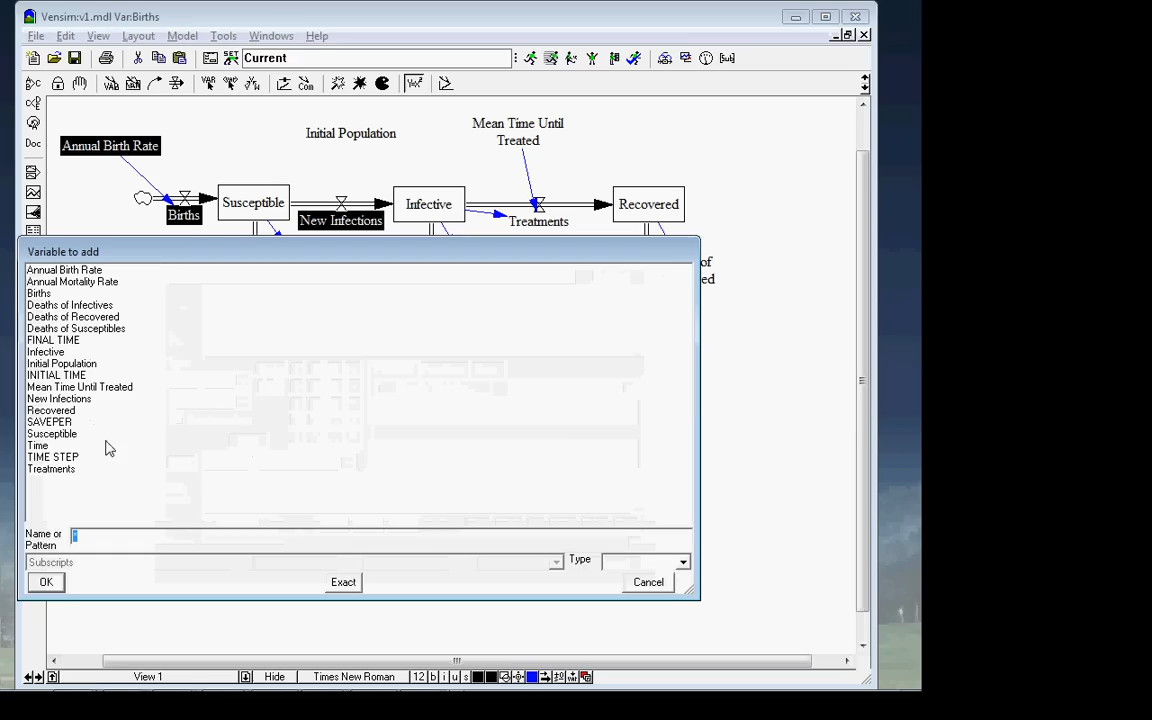 Vensim:v1.mdl Var:Births
File Edit View Layout Model Tools Windows Help
SET Current
VAR
Com
Doc
Annual Birth Rate
Initial Population
Mean Time Until
Treated
Births
Susceptible
New Infections
Infective
Treatments
Recovered
of
ed
Variable to add
Annual Birth Rate
Annual Mortality Rate
Births
Deaths of Infectives
Deaths of Recovered
Deaths of Susceptibles
FINAL TIME
Infective
Initial Population
INITIAL TIME
Mean Time Until Treated
New Infections
Recovered
SAVEPER
Susceptible
Time
TIME STEP
Treatments
Name or
Pattern
*
Subscripts
Type
OK Exact Cancel
View 1 Hide Times New Roman 12 b i u s